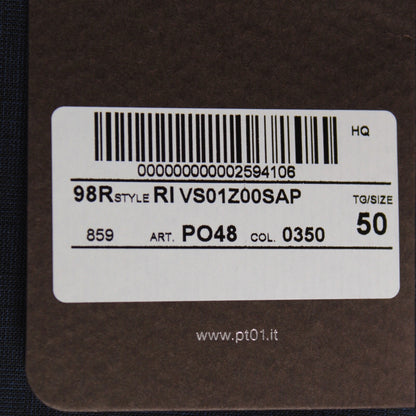 HQ
000000000002594106
98R STYLE RI VS01Z00SAP
TG/SIZE
50
859 ART. PO48 COL. 0350
www.pt01.it